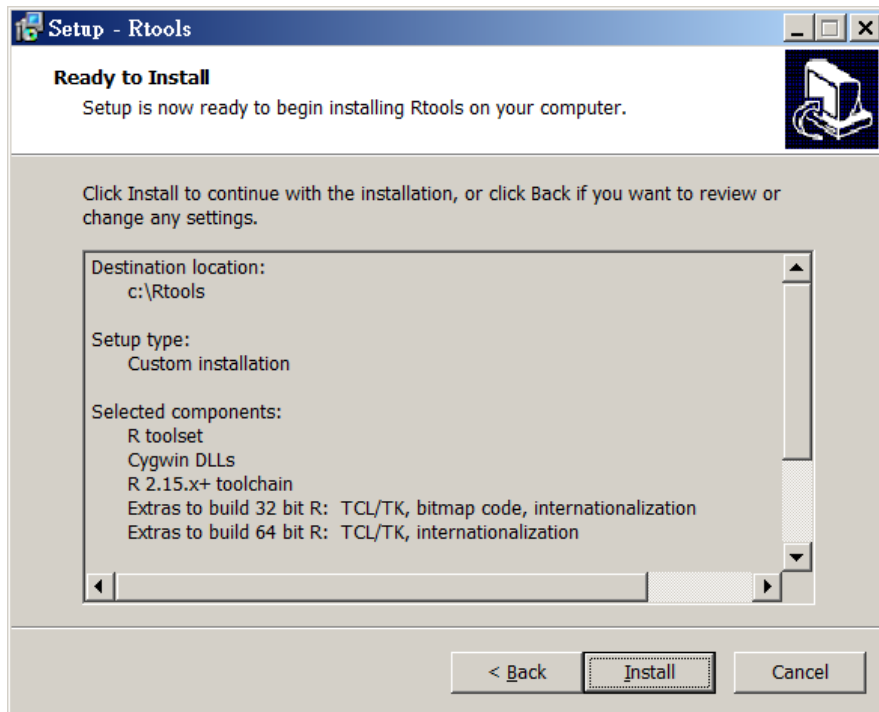 Setup - Rtools
Ready to Install
Setup is now ready to begin installing Rtools on your computer.
Click Install to continue with the installation, or click Back if you want to review or
change any settings.
Destination location:
c:\Rtools
Setup type:
Custom installation
Selected components:
R toolset
Cygwin DLLs
R 2.15.x+ toolchain
Extras to build 32 bit R:  TCL/TK, bitmap code, internationalization
Extras to build 64 bit R:  TCL/TK, internationalization
< Back
Install
Cancel